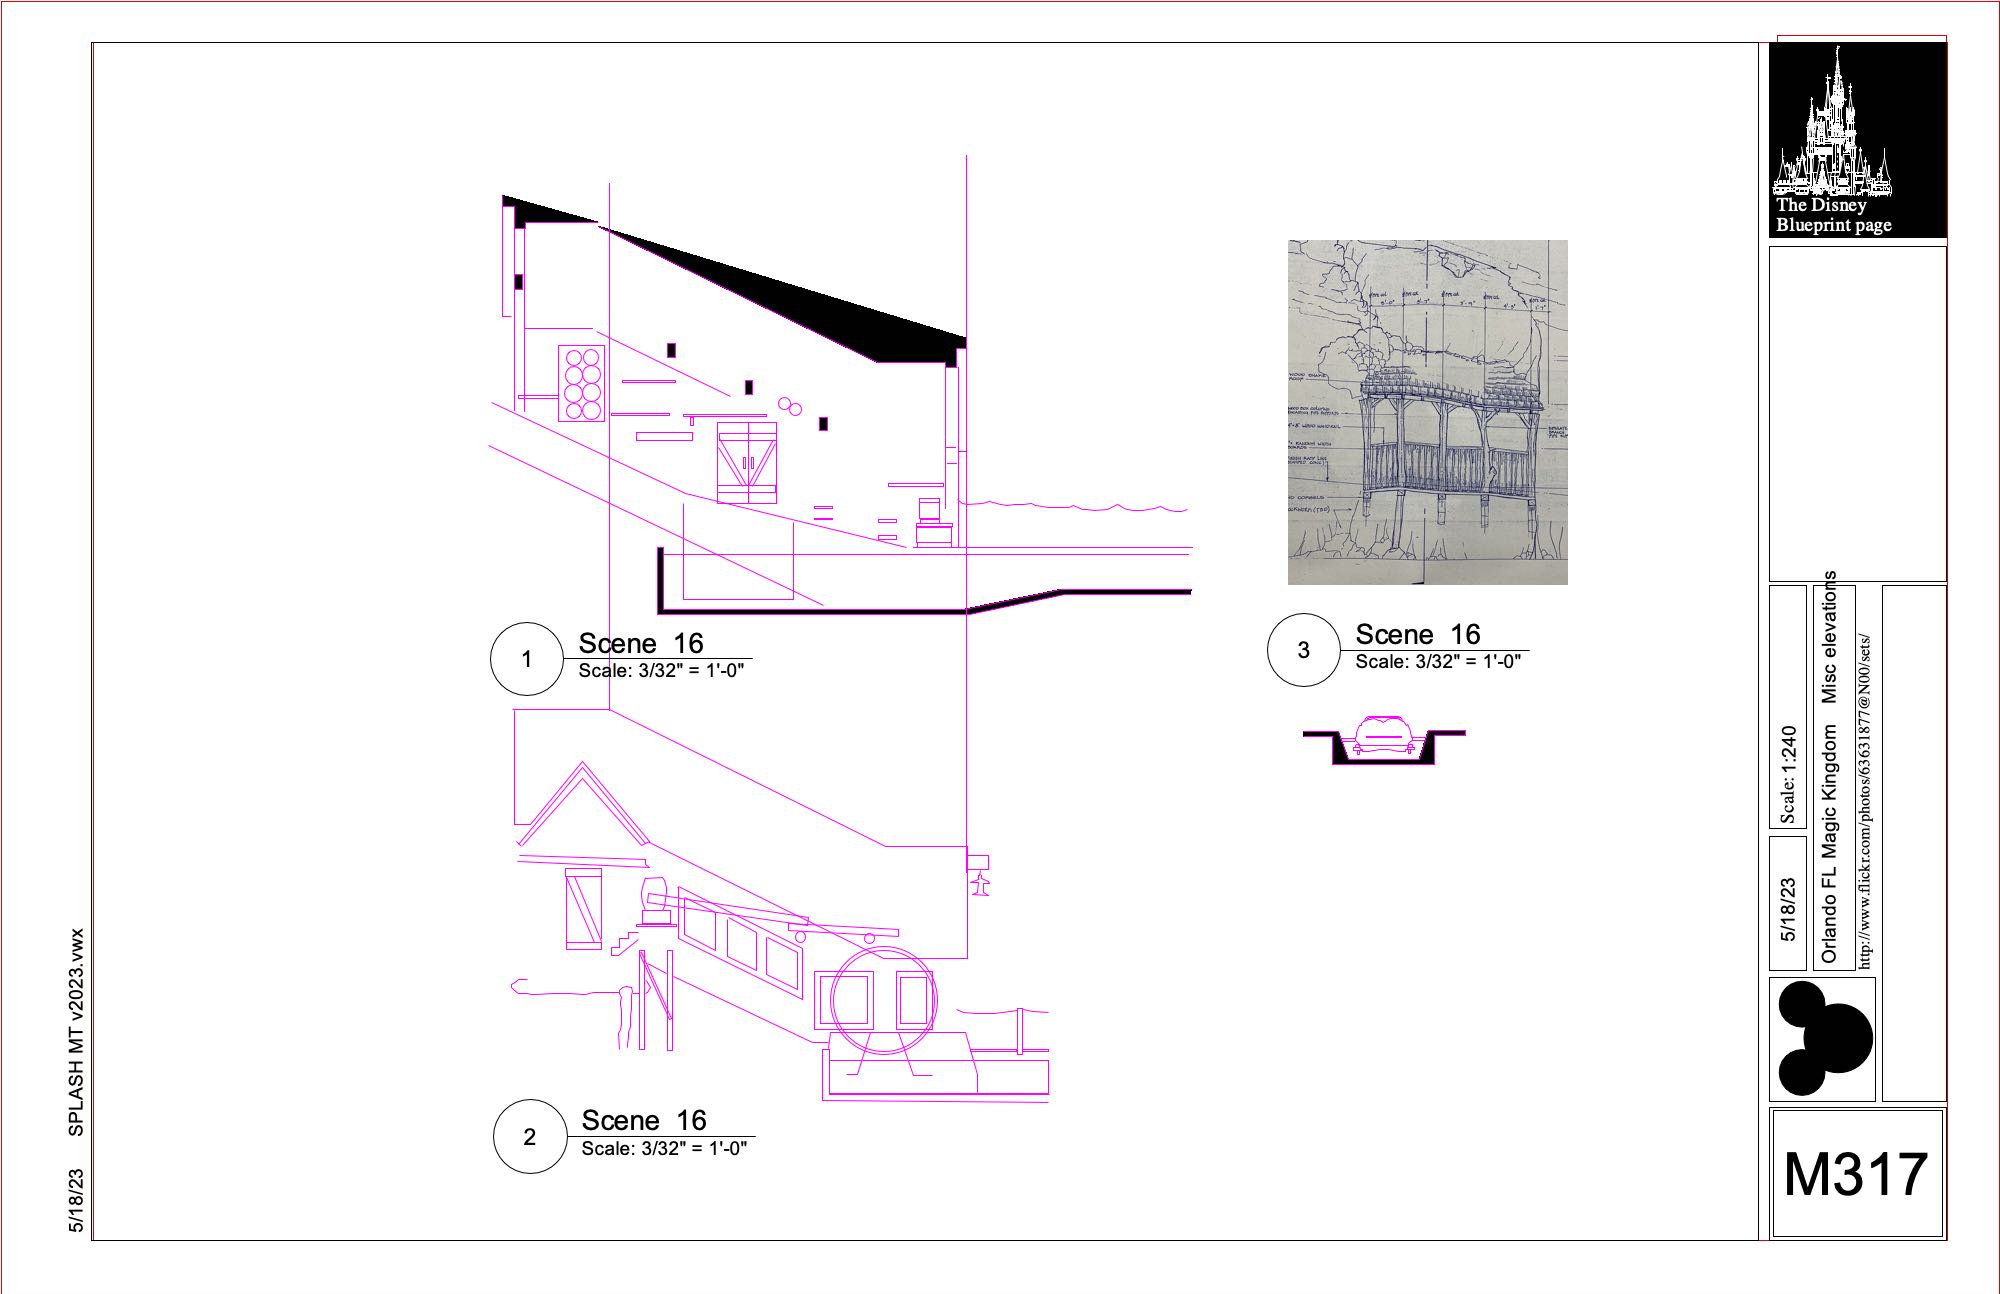 The Disney
Blueprint page
1
Scene 16
Scale: 3/32" = 1'-0"
3
Scene 16
Scale: 3/32" = 1'-0"
2
Scene 16
Scale: 3/32" = 1'-0"
Scale: 1:240
5/18/23
Orlando FL Magic Kingdom Misc elevations
http://www.flickr.com/photos/63631877@N00/sets/
M317
5/18/23 SPLASH MT v2023.vwx